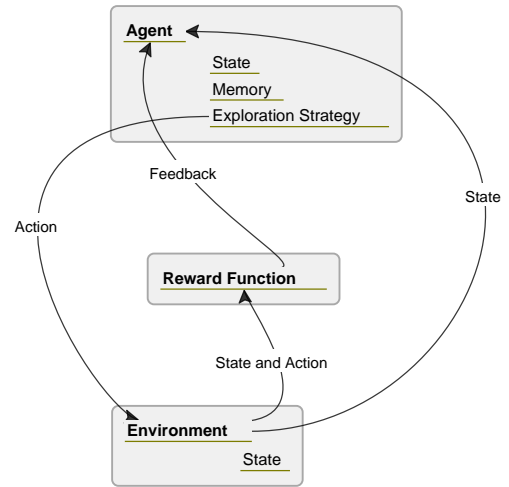 Agent
State
Memory
Exploration Strategy
Feedback
State
Action
Reward Function
State and Action
Environment
State